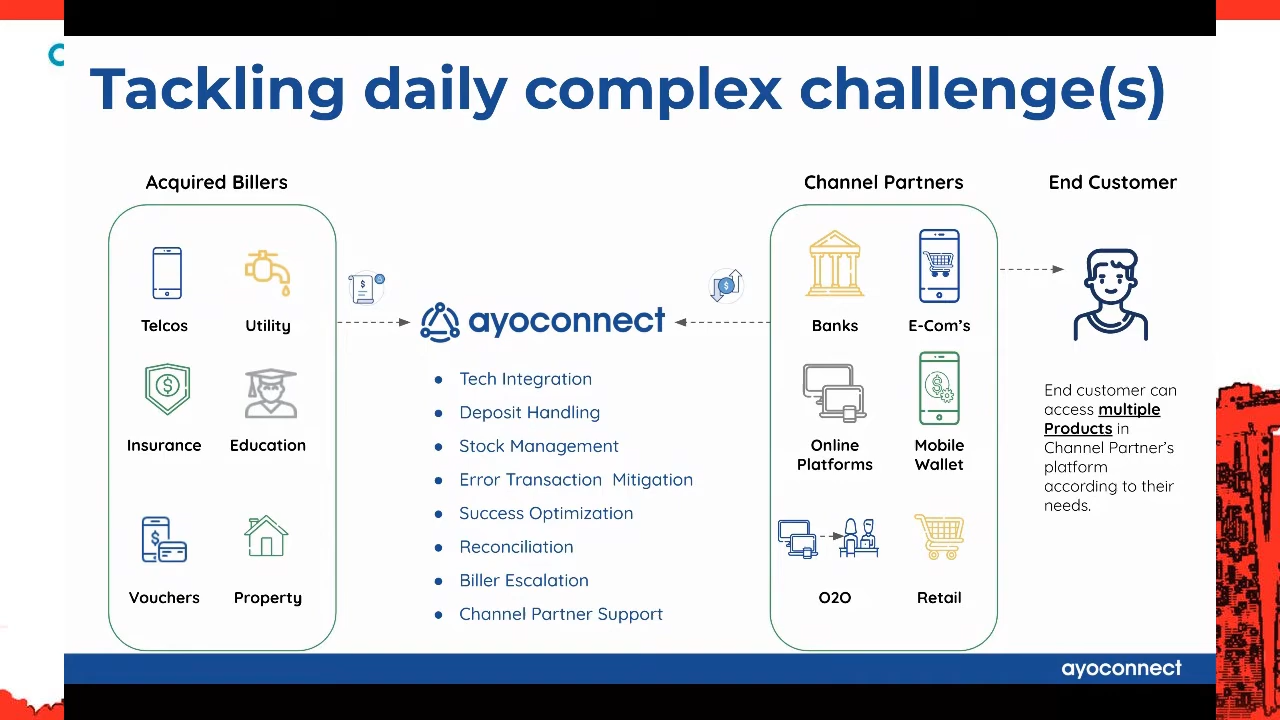 Tackling daily complex challenge(s)
Acquired Billers
Telcos
Utility
Insurance
Education
Vouchers
Property
ayoconnect
Tech Integration
Deposit Handling
Stock Management
Error Transaction  Mitigation
Success Optimization
Reconciliation
Biller Escalation
Channel Partner Support
Channel Partners
Banks
E-Com's
Online
Platforms
Mobile
Wallet
O2O
Retail
End Customer
End customer can
access multiple
Products in
Channel Partner's
platform
according to their
needs.
ayoconnect